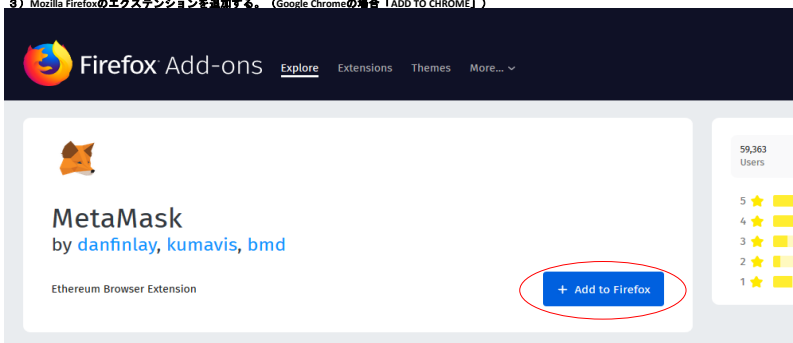 3）Mozilla Firefoxのエクステンションを追加する。（Google Chromeの場合「ADD TO CHROME」）
Firefox Add-ons Explore Extensions Themes More...
MetaMask
by danfinlay, kumavis, bmd
Ethereum Browser Extension
+ Add to Firefox
59,363
Users
5
4
3
2
1